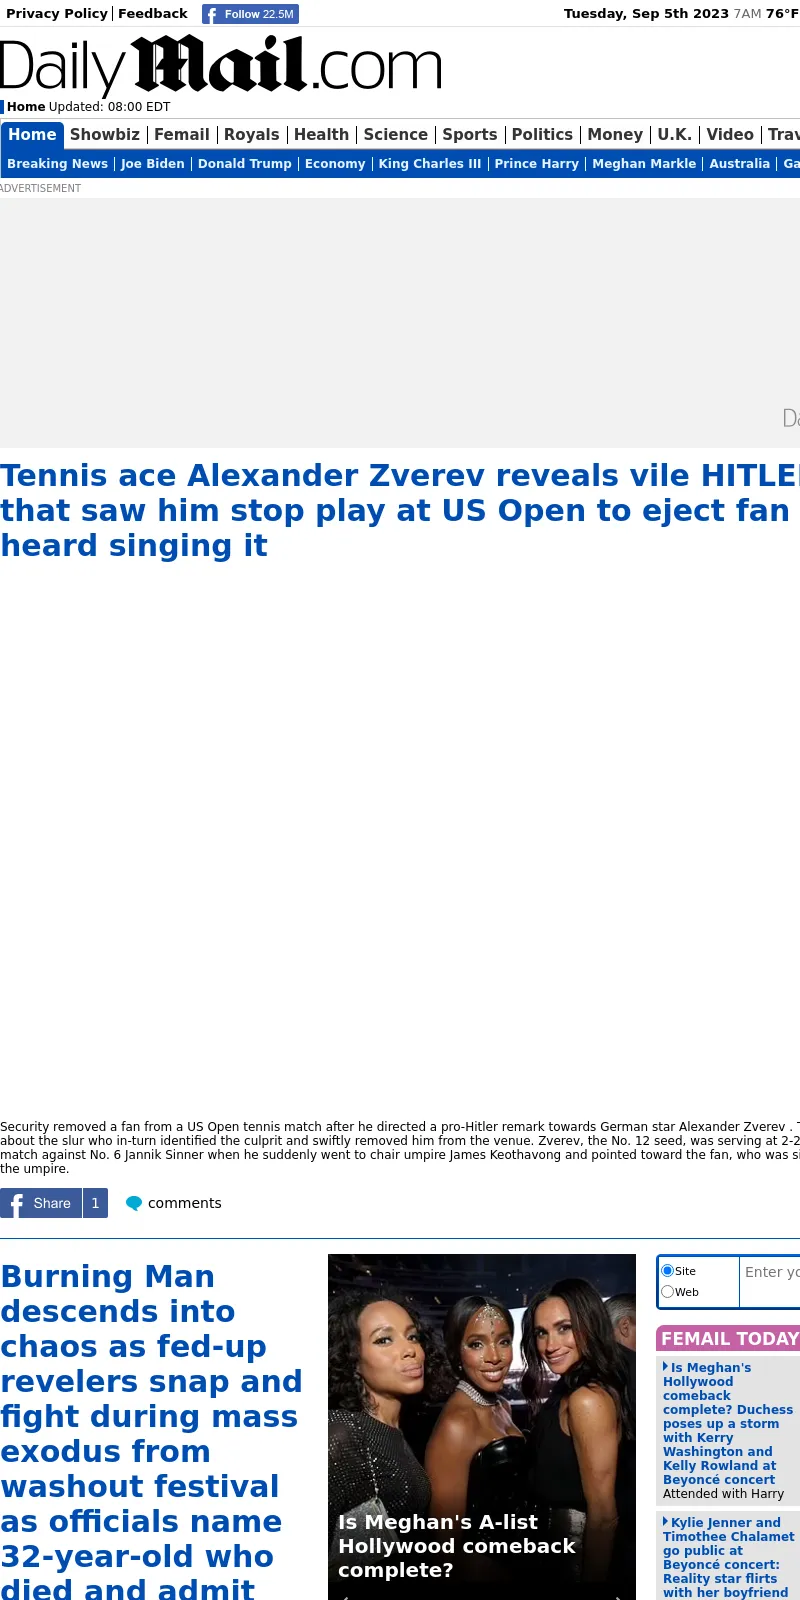 Privacy Policy Feedback Follow 22.5M Tuesday, Sep 5th 2023 7AM 76°F
Daily Mail.com
Home Updated: 08:00 EDT
Home Showbiz Femail Royals Health Science Sports Politics Money U.K. Video Trav
Breaking News Joe Biden Donald Trump Economy King Charles III Prince Harry Meghan Markle Australia Ga
ADVERTISEMENT
Da
Tennis ace Alexander Zverev reveals vile HITLE
that saw him stop play at US Open to eject fan
heard singing it
Security removed a fan from a US Open tennis match after he directed a pro-Hitler remark towards German star Alexander Zverev . T
about the slur who in-turn identified the culprit and swiftly removed him from the venue. Zverev, the No. 12 seed, was serving at 2-2
match against No. 6 Jannik Sinner when he suddenly went to chair umpire James Keothavong and pointed toward the fan, who was si
the umpire.
Share 1 comments
Burning Man
descends into
chaos as fed-up
revelers snap and
fight during mass
exodus from
washout festival
as officials name
32-year-old who
died and admit
Is Meghan's A-list
Hollywood comeback
complete?
Site
Web
Enter yo
FEMAIL TODAY
Is Meghan's
Hollywood
comeback
complete? Duchess
poses up a storm
with Kerry
Washington and
Kelly Rowland at
Beyoncé concert
Attended with Harry
Kylie Jenner and
Timothee Chalamet
go public at
Beyoncé concert:
Reality star flirts
with her boyfriend